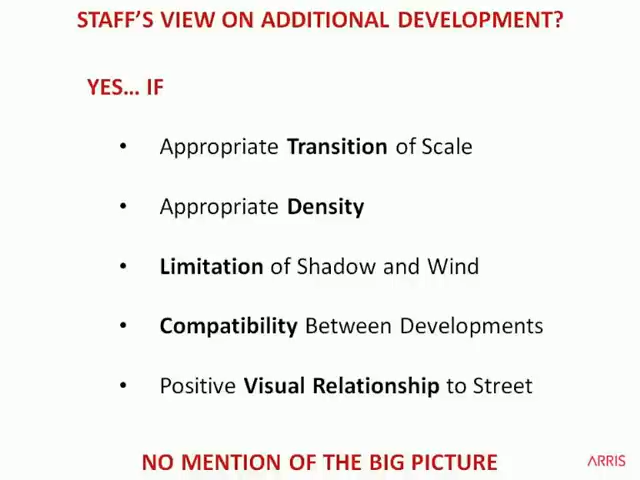 STAFF'S VIEW ON ADDITIONAL DEVELOPMENT?
YES... IF
• Appropriate Transition of Scale
• Appropriate Density
• Limitation of Shadow and Wind
• Compatibility Between Developments
• Positive Visual Relationship to Street
NO MENTION OF THE BIG PICTURE
ARRIS